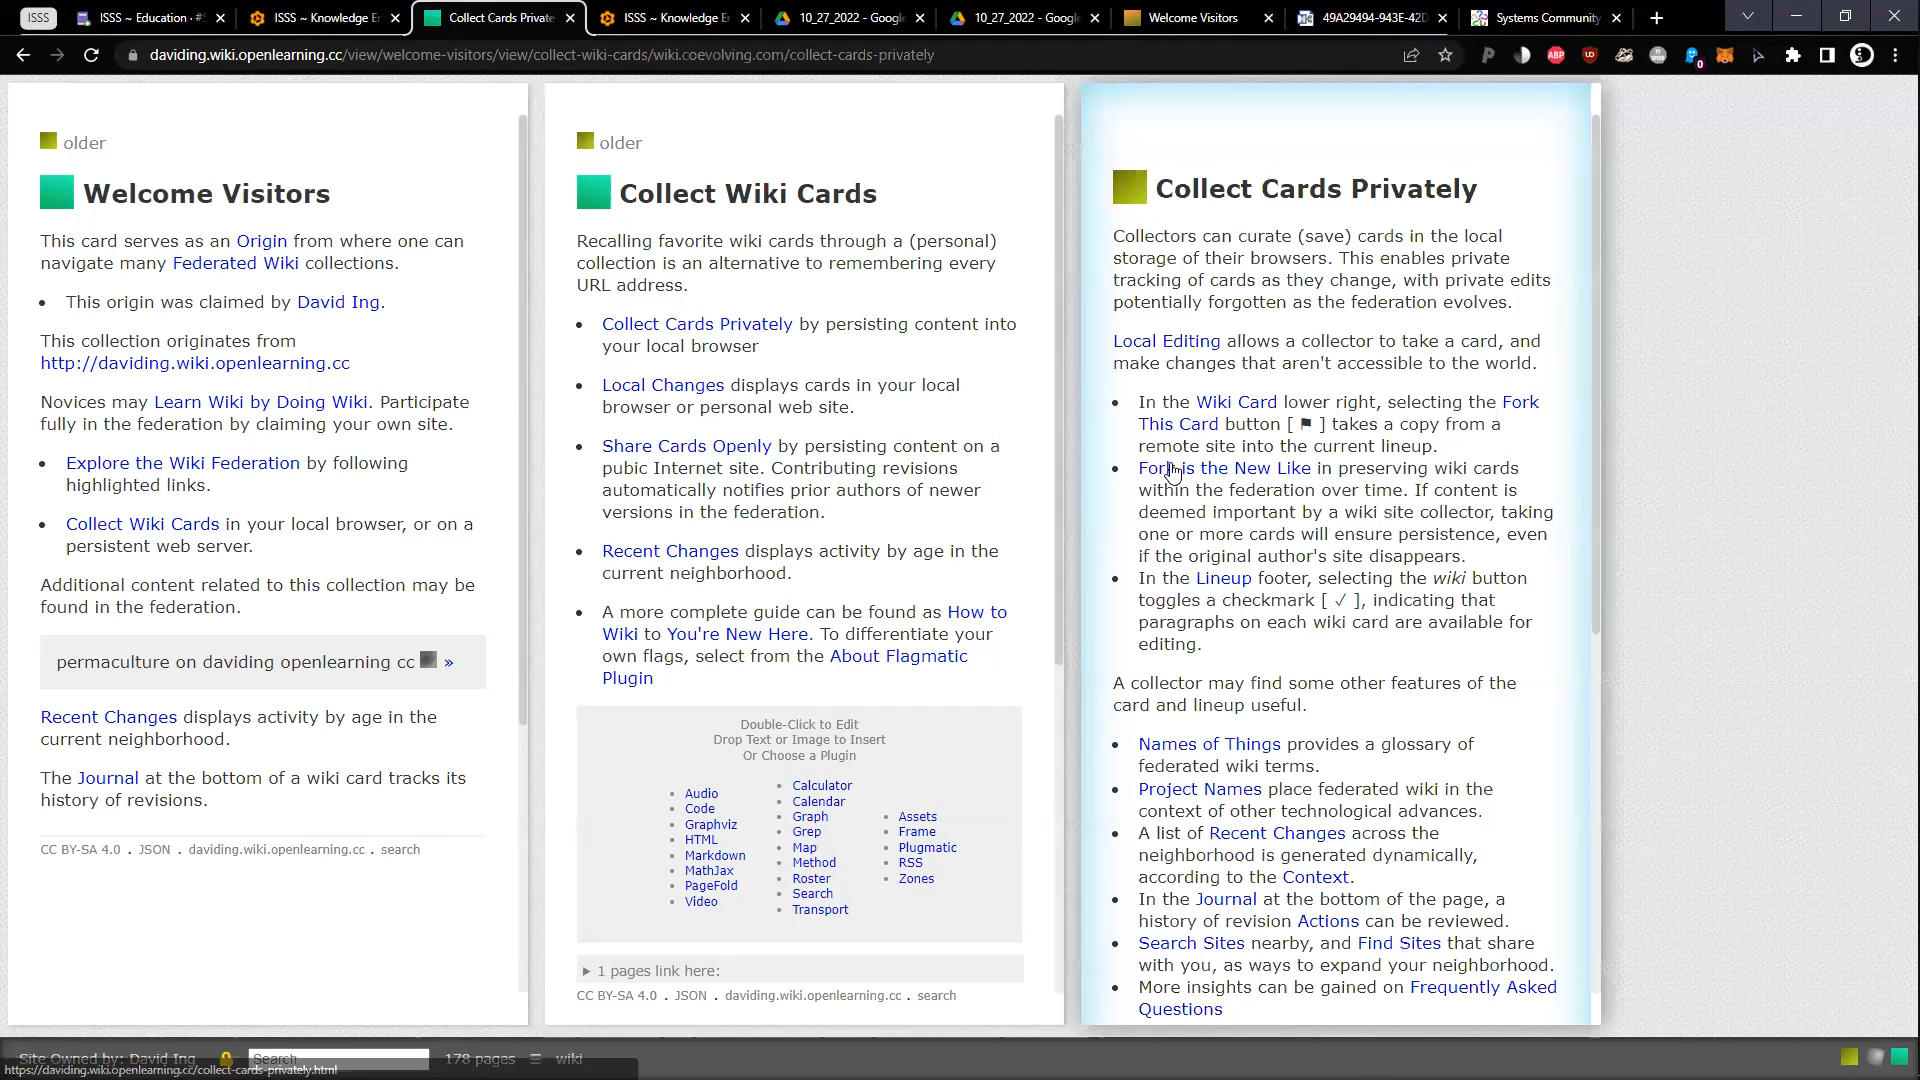 ISSS
ISSS ~ Education - #
ISSS ~ Knowledge Er
Collect Cards Private
ISSS ~ Knowledge Er
10_27_2022 - Google
10_27_2022 - Google
Welcome Visitors
49A29494-943E-42D
Systems Community
daviding.wiki.openlearning.cc/view/welcome-visitors/view/collect-wiki-cards/wiki.coevolving.com/collect-cards-privately
older
Welcome Visitors
This card serves as an Origin from where one can
navigate many Federated Wiki collections.
This origin was claimed by David Ing.
This collection originates from
http://daviding.wiki.openlearning.cc
Novices may Learn Wiki by Doing Wiki. Participate
fully in the federation by claiming your own site.
Explore the Wiki Federation by following
highlighted links.
Collect Wiki Cards in your local browser, or on a
persistent web server.
Additional content related to this collection may be
found in the federation.
permaculture on daviding openlearning cc »
Recent Changes displays activity by age in the
current neighborhood.
The Journal at the bottom of a wiki card tracks its
history of revisions.
CC BY-SA 4.0 . JSON . daviding.wiki.openlearning.cc . search
older
Collect Wiki Cards
Recalling favorite wiki cards through a (personal)
collection is an alternative to remembering every
URL address.
Collect Cards Privately by persisting content into
your local browser
Local Changes displays cards in your local
browser or personal web site.
Share Cards Openly by persisting content on a
pubic Internet site. Contributing revisions
automatically notifies prior authors of newer
versions in the federation.
Recent Changes displays activity by age in the
current neighborhood.
A more complete guide can be found as How to
Wiki to You're New Here. To differentiate your
own flags, select from the About Flagmatic
Plugin
Double-Click to Edit
Drop Text or Image to Insert
Or Choose a Plugin
Audio
Code
Graphviz
HTML
Markdown
MathJax
PageFold
Video
Calculator
Calendar
Graph
Grep
Map
Method
Roster
Search
Transport
Assets
Frame
Plugmatic
RSS
Zones
1 pages link here:
CC BY-SA 4.0 . JSON . daviding.wiki.openlearning.cc . search
Collect Cards Privately
Collectors can curate (save) cards in the local
storage of their browsers. This enables private
tracking of cards as they change, with private edits
potentially forgotten as the federation evolves.
Local Editing allows a collector to take a card, and
make changes that aren't accessible to the world.
In the Wiki Card lower right, selecting the Fork
This Card button [ ⚑ ] takes a copy from a
remote site into the current lineup.
Fork is the New Like in preserving wiki cards
within the federation over time. If content is
deemed important by a wiki site collector, taking
one or more cards will ensure persistence, even
if the original author's site disappears.
In the Lineup footer, selecting the wiki button
toggles a checkmark [ ✓ ], indicating that
paragraphs on each wiki card are available for
editing.
A collector may find some other features of the
card and lineup useful.
Names of Things provides a glossary of
federated wiki terms.
Project Names place federated wiki in the
context of other technological advances.
A list of Recent Changes across the
neighborhood is generated dynamically,
according to the Context.
In the Journal at the bottom of the page, a
history of revision Actions can be reviewed.
Search Sites nearby, and Find Sites that share
with you, as ways to expand your neighborhood.
More insights can be gained on Frequently Asked
Questions
Site Owned by: David Ing Search 178 pages ☰ wiki
https://daviding.wiki.openlearning.cc/collect-cards-privately.html